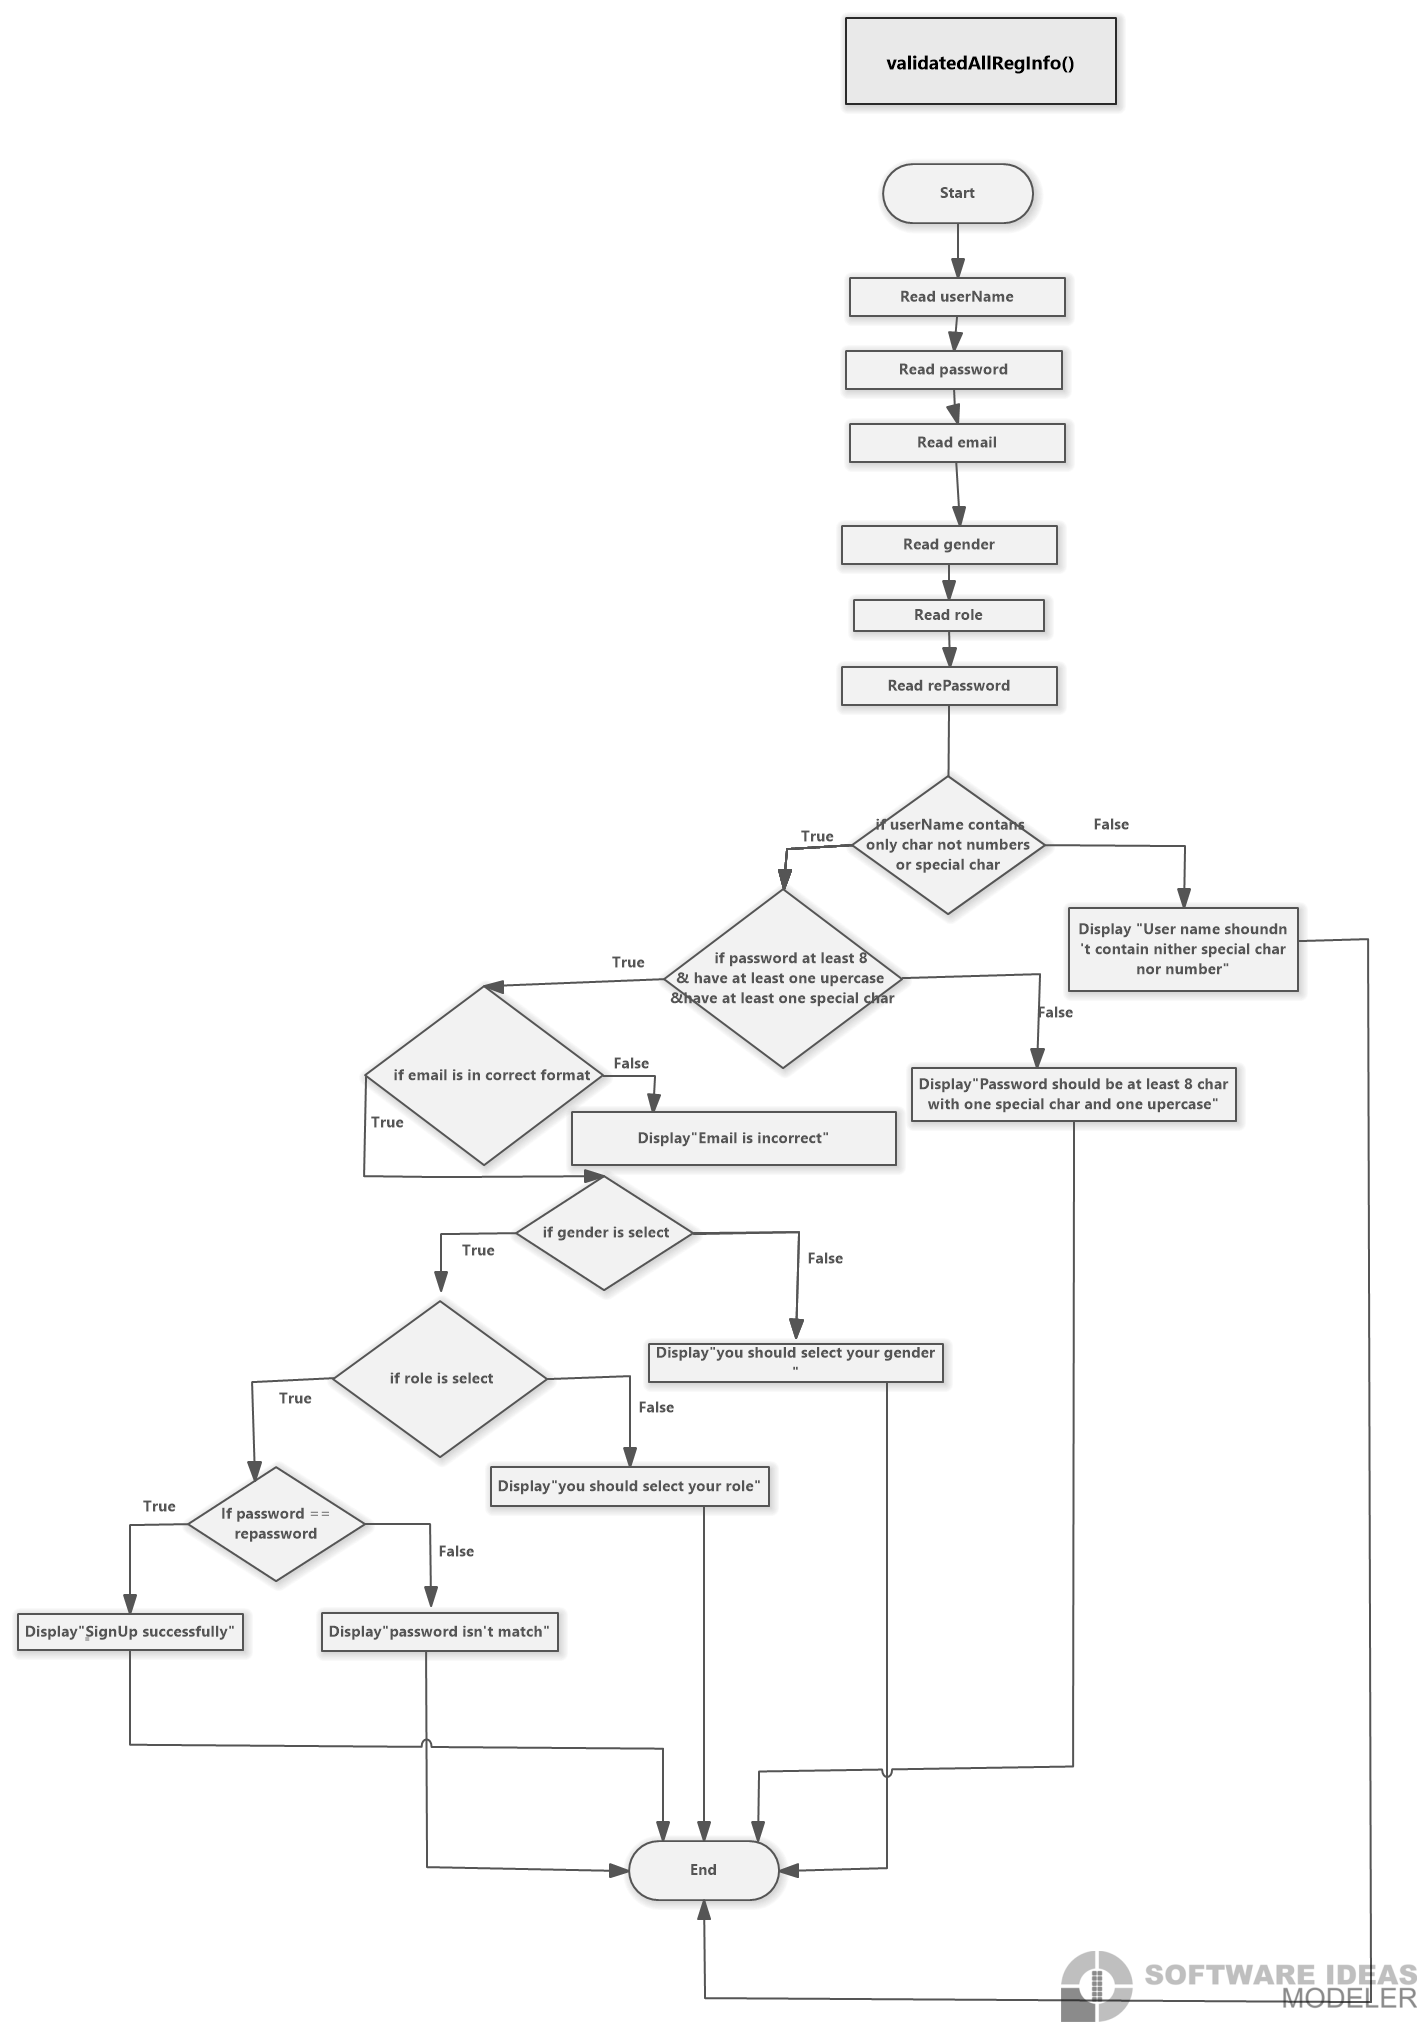 validatedAllRegInfo()
Start
Read userName
Read password
Read email
Read gender
Read role
Read rePassword
if userName contans
only char not numbers
or special char
True
False
Display "User name shoundn
't contain nither special char
nor number"
if password at least 8
& have at least one upercase
&have at least one special char
True
False
Display"Password should be at least 8 char
with one special char and one upercase"
if email is in correct format
False
True
Display"Email is incorrect"
if gender is select
True
False
Display"you should select your gender
"
if role is select
True
False
Display"you should select your role"
If password ==
repassword
True
False
Display"SignUp successfully"
Display"password isn't match"
End
SOFTWARE IDEAS
MODELER